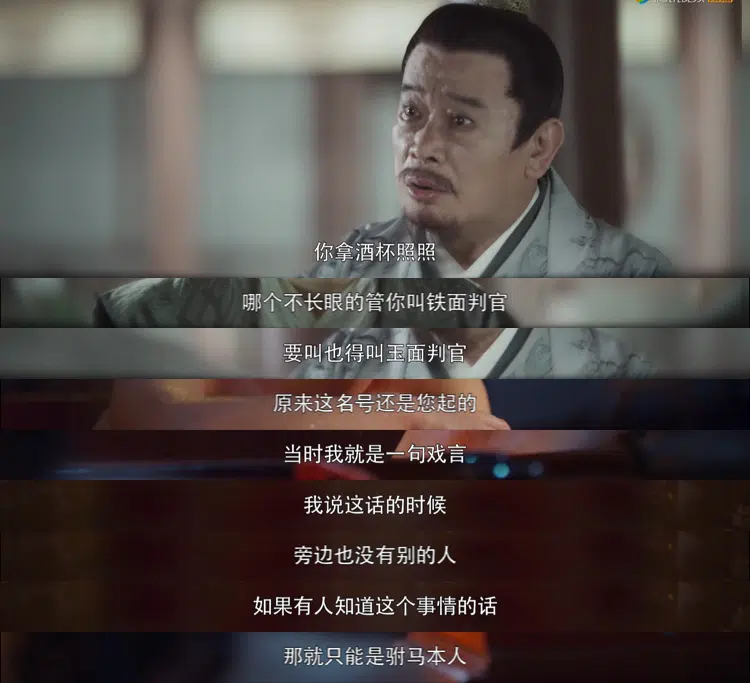 你拿酒杯照照
哪个不长眼的管你叫铁面判官
要叫也得叫玉面判官
原来这名号还是您起的
当时我就是一句戏言
我说这话的时候
旁边也没有别的人
如果有人知道这个事情的话
那就只能是驸马本人